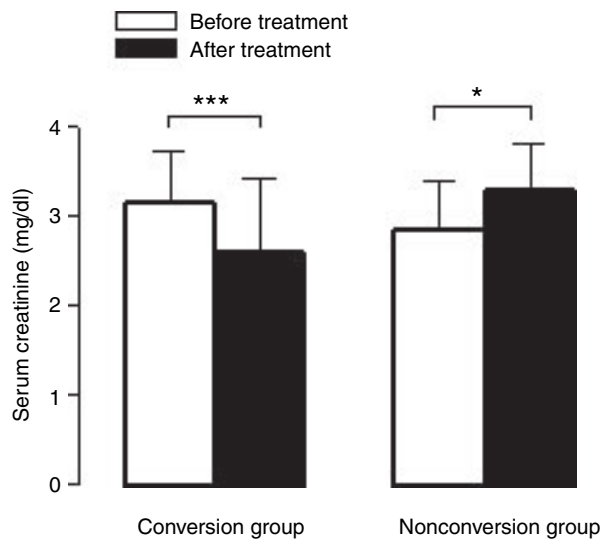 Before treatment
After treatment
***
*
4
3
2
1
0
Serum creatinine (mg/dl)
Conversion group
Nonconversion group